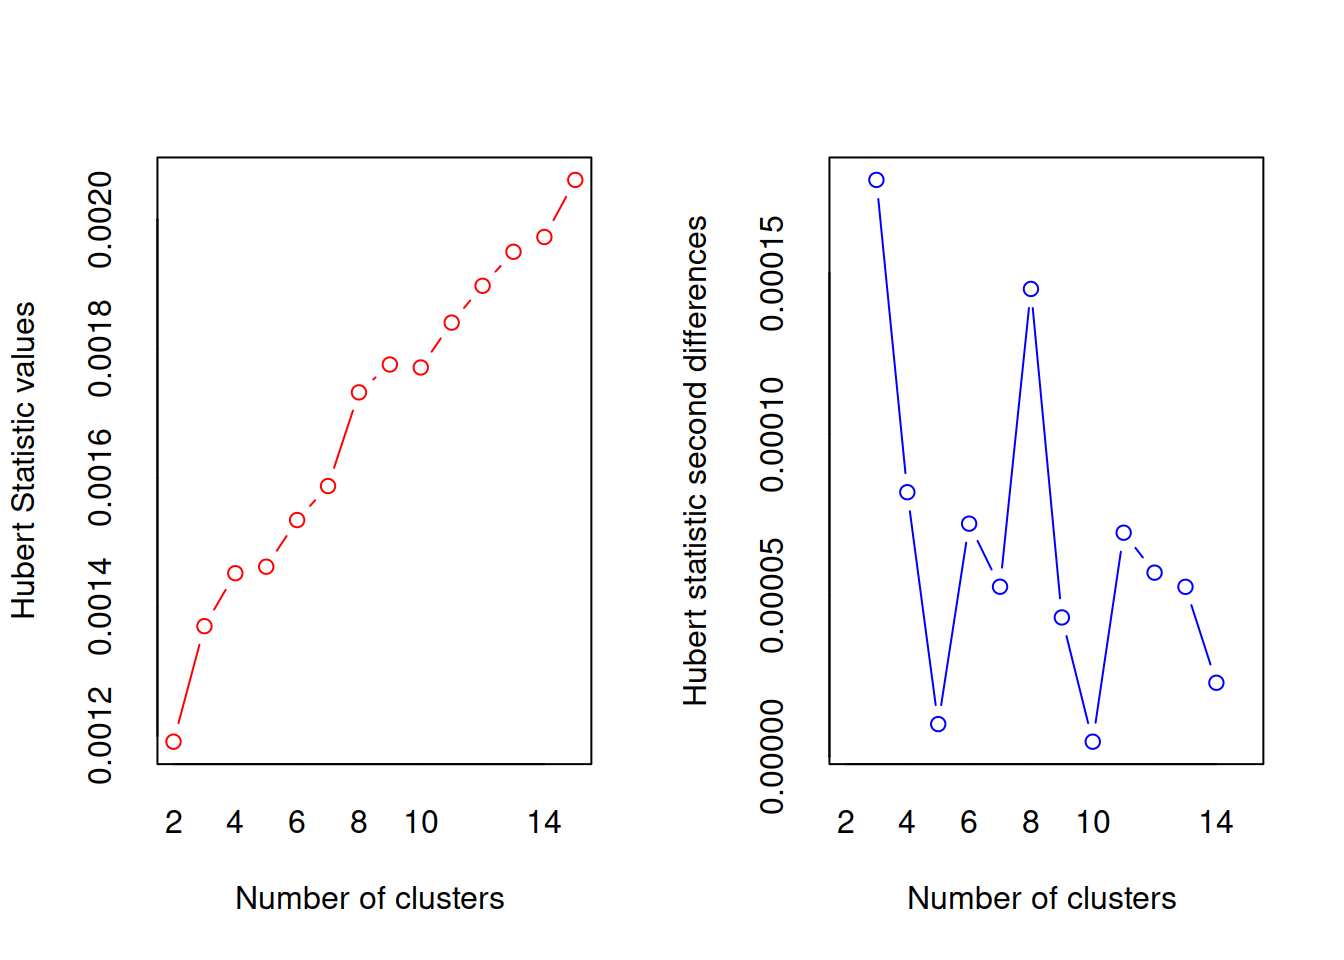 Hubert Statistic values
0.0012 0.0014 0.0016 0.0018 0.0020
2 4 6 8 10 14
Number of clusters
Hubert statistic second differences
0.00000 0.00005 0.00010 0.00015
2 4 6 8 10 14
Number of clusters